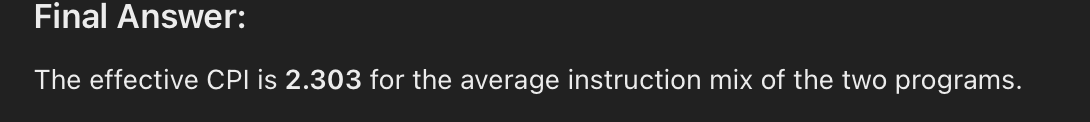 Final Answer:
The effective CPI is 2.303 for the average instruction mix of the two programs.